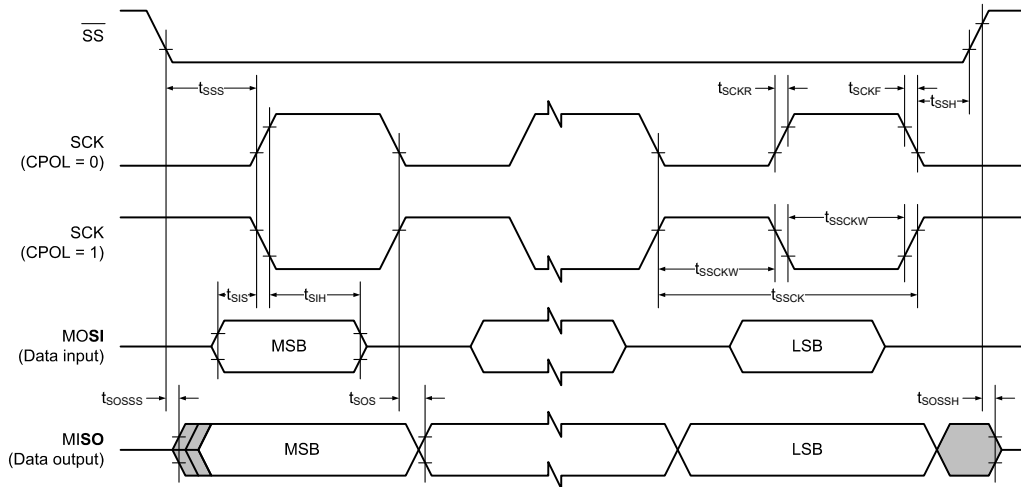 SS
tSSS
tSCKR
tSCKF
tSSH
SCK
(CPOL = 0)
SCK
(CPOL = 1)
tSSCKW
tSSCKW
tSIS
tSIH
tSSCK
MOSI
(Data input)
MSB
LSB
tSOSSS
tSOS
tSOSSH
MISO
(Data output)
MSB
LSB